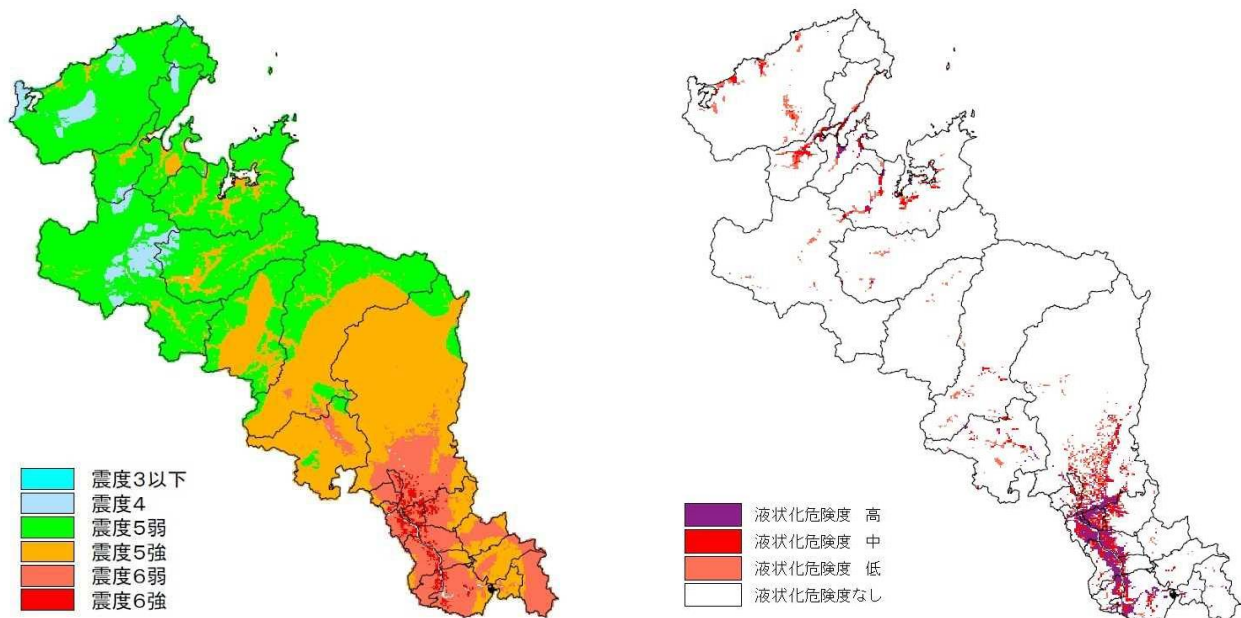 震度3以下
震度4
震度5弱
震度5強
震度6弱
震度6強
液状化危険度 高
液状化危険度 中
液状化危険度 低
液状化危険度なし